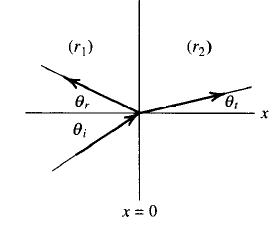 (r₁) (r₂)
θᵣ θₜ
x
θᵢ
x = 0